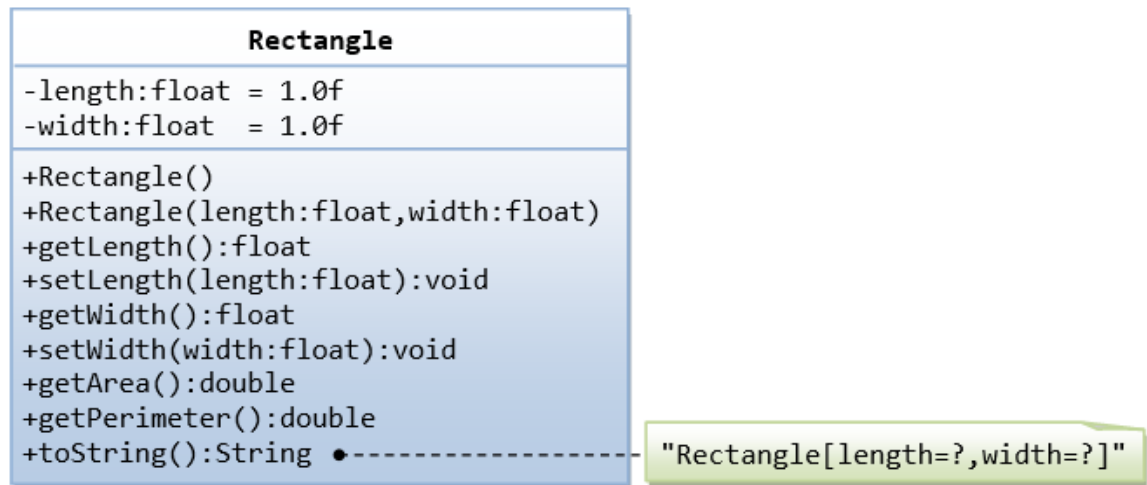 Rectangle
-length:float = 1.0f
-width:float  = 1.0f
+Rectangle()
+Rectangle(length:float,width:float)
+getLength():float
+setLength(length:float):void
+getWidth():float
+setWidth(width:float):void
+getArea():double
+getPerimeter():double
+toString():String
"Rectangle[length=?,width=?]"